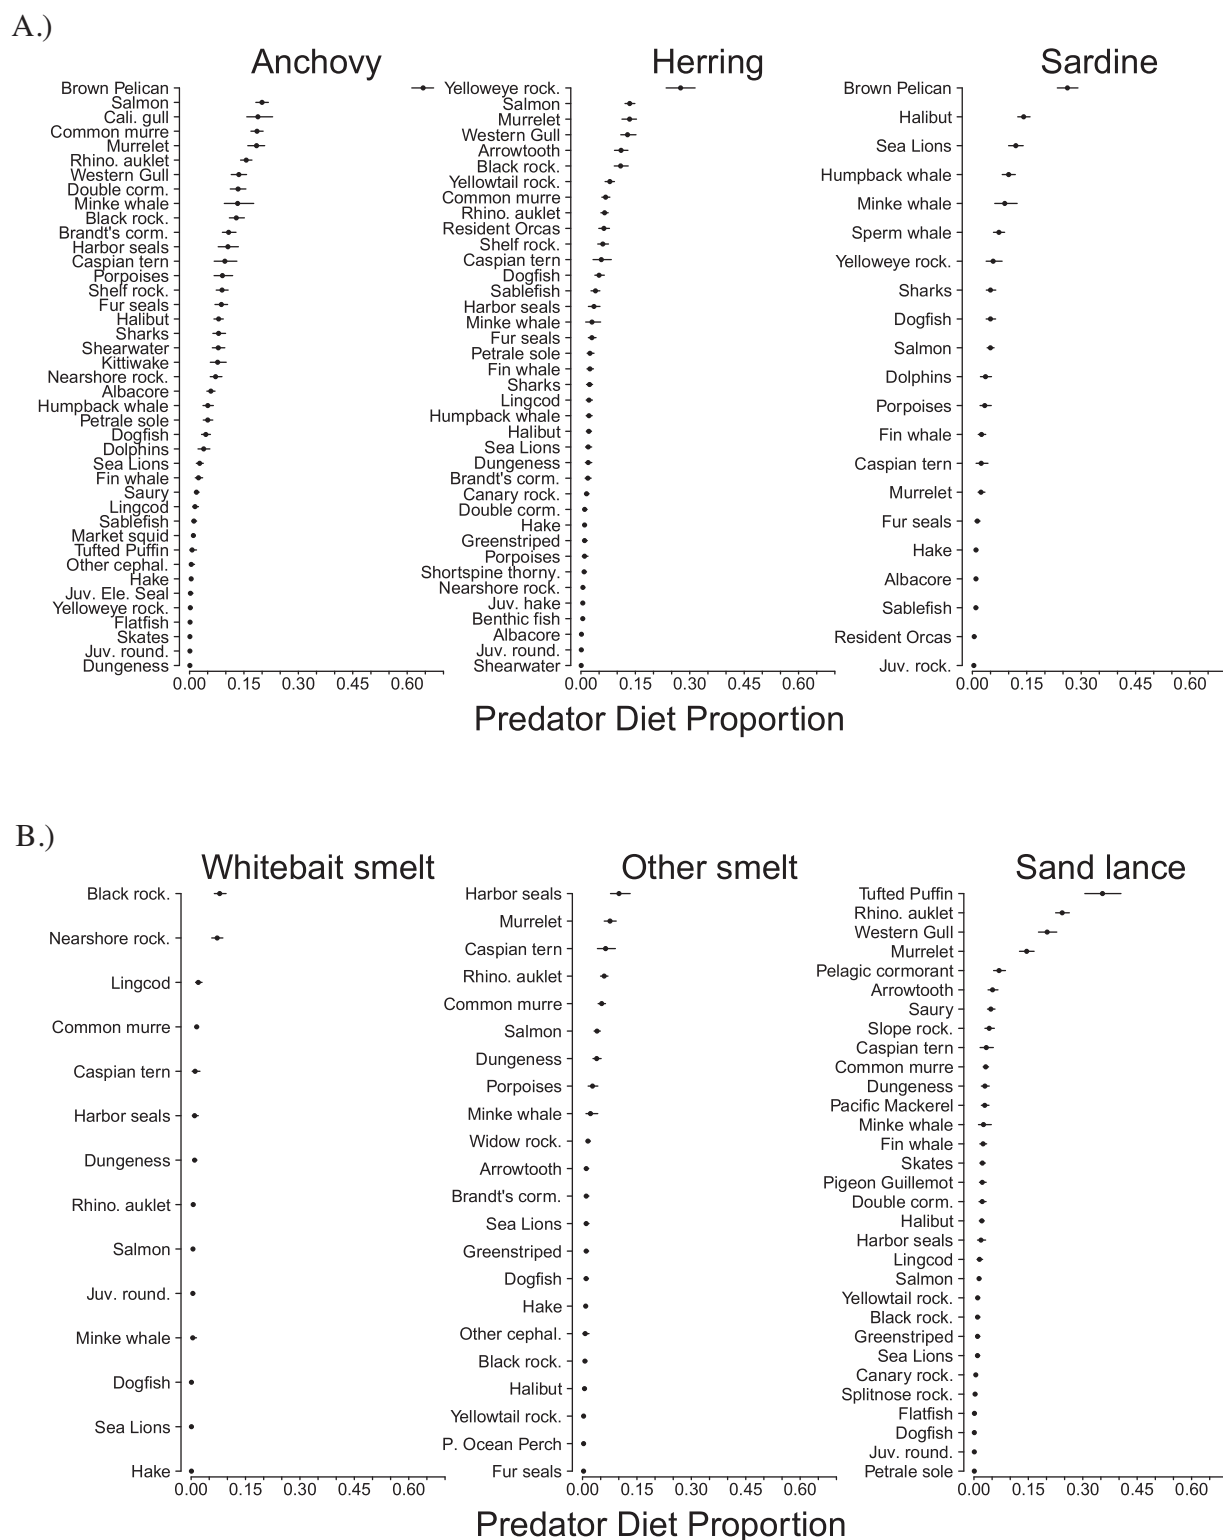 A.)
Anchovy
Brown Pelican
Salmon
Cali. gull
Common murre
Murrelet
Rhino. auklet
Western Gull
Double corm.
Minke whale
Black rock.
Brandt's corm.
Harbor seals
Caspian tern
Porpoises
Shelf rock.
Fur seals
Halibut
Sharks
Shearwater
Kittiwake
Nearshore rock.
Albacore
Humpback whale
Petrale sole
Dogfish
Dolphins
Sea Lions
Fin whale
Saury
Lingcod
Sablefish
Market squid
Tufted Puffin
Other cephal.
Hake
Juv. Ele. Seal
Yelloweye rock.
Flatfish
Skates
Juv. round.
Dungeness
0.00 0.15 0.30 0.45 0.60
Herring
Yelloweye rock.
Salmon
Murrelet
Western Gull
Arrowtooth
Black rock.
Yellowtail rock.
Common murre
Rhino. auklet
Resident Orcas
Shelf rock.
Caspian tern
Dogfish
Sablefish
Harbor seals
Minke whale
Fur seals
Petrale sole
Fin whale
Sharks
Lingcod
Humpback whale
Halibut
Sea Lions
Dungeness
Brandt's corm.
Canary rock.
Double corm.
Hake
Greenstriped
Porpoises
Shortspine thorny.
Nearshore rock.
Juv. hake
Benthic fish
Albacore
Juv. round.
Shearwater
0.00 0.15 0.30 0.45 0.60
Sardine
Brown Pelican
Halibut
Sea Lions
Humpback whale
Minke whale
Sperm whale
Yelloweye rock.
Sharks
Dogfish
Salmon
Dolphins
Porpoises
Fin whale
Caspian tern
Murrelet
Fur seals
Hake
Albacore
Sablefish
Resident Orcas
Juv. rock.
0.00 0.15 0.30 0.45 0.60
Predator Diet Proportion
B.)
Whitebait smelt
Black rock.
Nearshore rock.
Lingcod
Common murre
Caspian tern
Harbor seals
Dungeness
Rhino. auklet
Salmon
Juv. round.
Minke whale
Dogfish
Sea Lions
Hake
0.00 0.15 0.30 0.45 0.60
Other smelt
Harbor seals
Murrelet
Caspian tern
Rhino. auklet
Common murre
Salmon
Dungeness
Porpoises
Minke whale
Widow rock.
Arrowtooth
Brandt's corm.
Sea Lions
Greenstriped
Dogfish
Hake
Other cephal.
Black rock.
Halibut
Yellowtail rock.
P. Ocean Perch
Fur seals
0.00 0.15 0.30 0.45 0.60
Sand lance
Tufted Puffin
Rhino. auklet
Western Gull
Murrelet
Pelagic cormorant
Arrowtooth
Saury
Slope rock.
Caspian tern
Common murre
Dungeness
Pacific Mackerel
Minke whale
Fin whale
Skates
Pigeon Guillemot
Double corm.
Halibut
Harbor seals
Lingcod
Salmon
Yellowtail rock.
Black rock.
Greenstriped
Sea Lions
Canary rock.
Splitnose rock.
Flatfish
Dogfish
Juv. round.
Petrale sole
0.00 0.15 0.30 0.45 0.60
Predator Diet Proportion